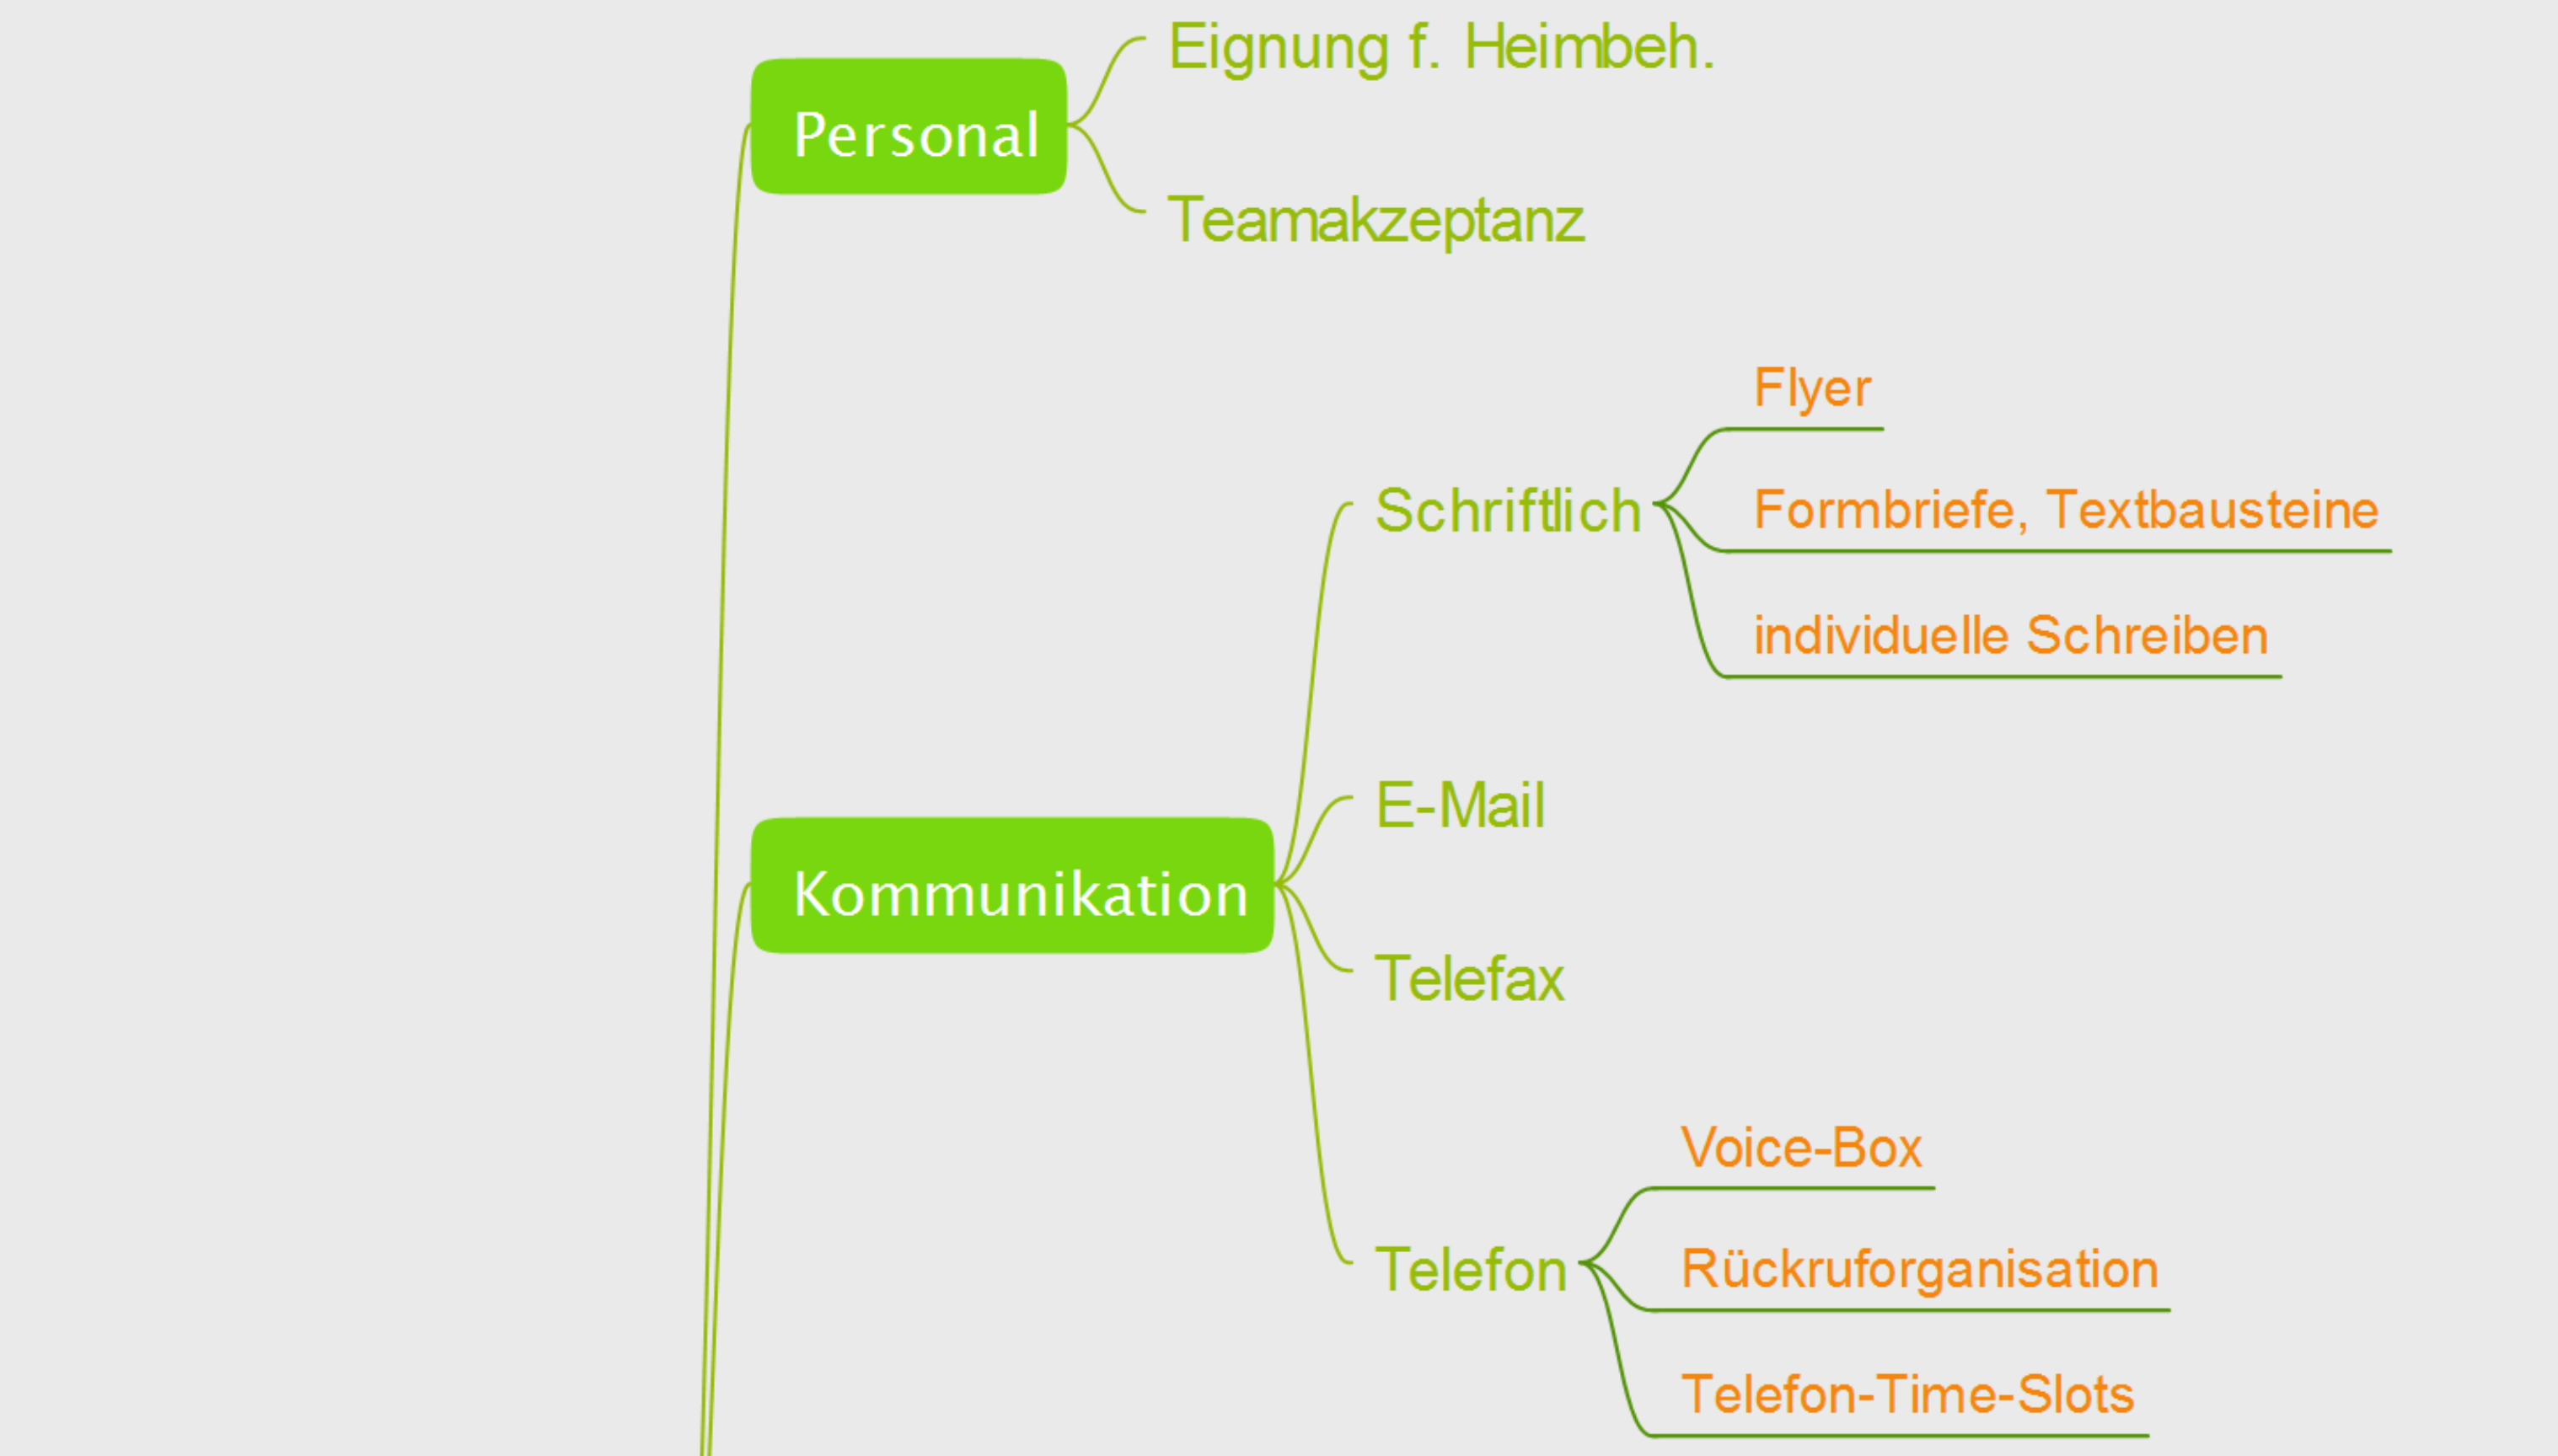 Personal
Eignung f. Heimbeh.
Teamakzeptanz
Kommunikation
Schriftlich
Flyer
Formbriefe, Textbausteine
individuelle Schreiben
E-Mail
Telefax
Telefon
Voice-Box
Rückruforganisation
Telefon-Time-Slots